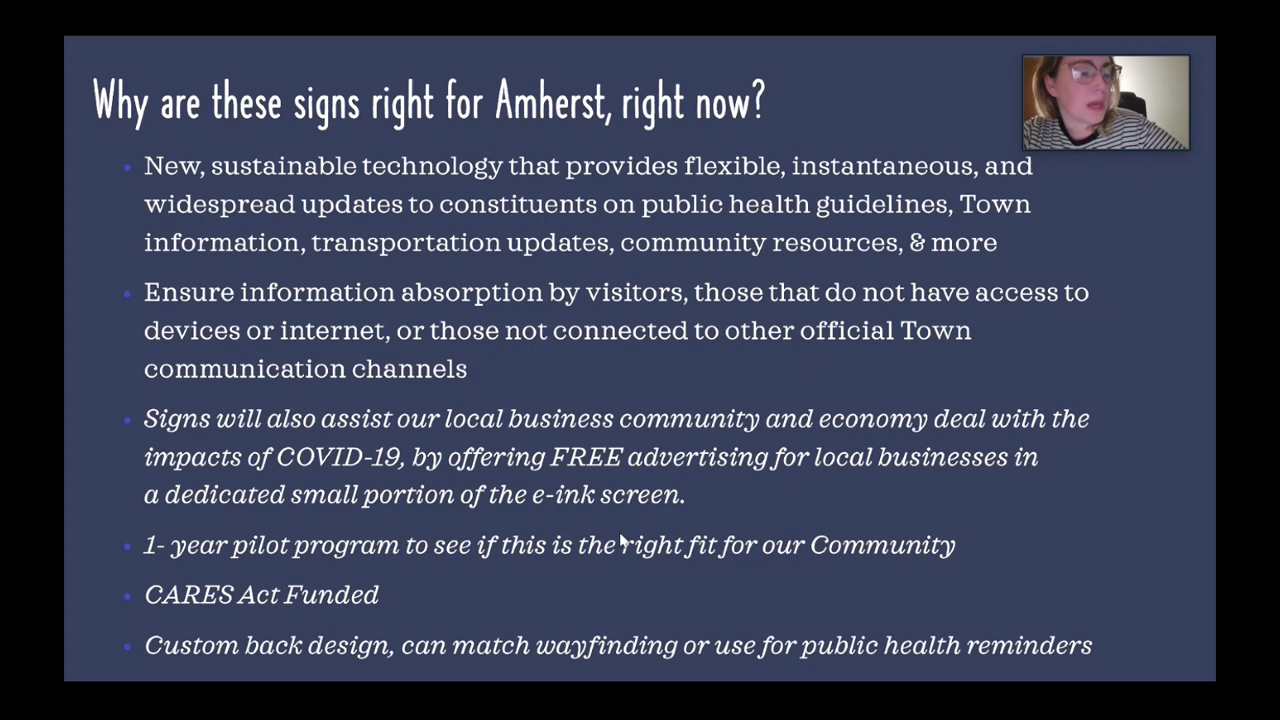 Why are these signs right for Amherst, right now?
• New, sustainable technology that provides flexible, instantaneous, and
widespread updates to constituents on public health guidelines, Town
information, transportation updates, community resources, & more
• Ensure information absorption by visitors, those that do not have access to
devices or internet, or those not connected to other official Town
communication channels
• Signs will also assist our local business community and economy deal with the
impacts of COVID-19, by offering FREE advertising for local businesses in
a dedicated small portion of the e-ink screen.
• 1- year pilot program to see if this is the right fit for our Community
• CARES Act Funded
• Custom back design, can match wayfinding or use for public health reminders